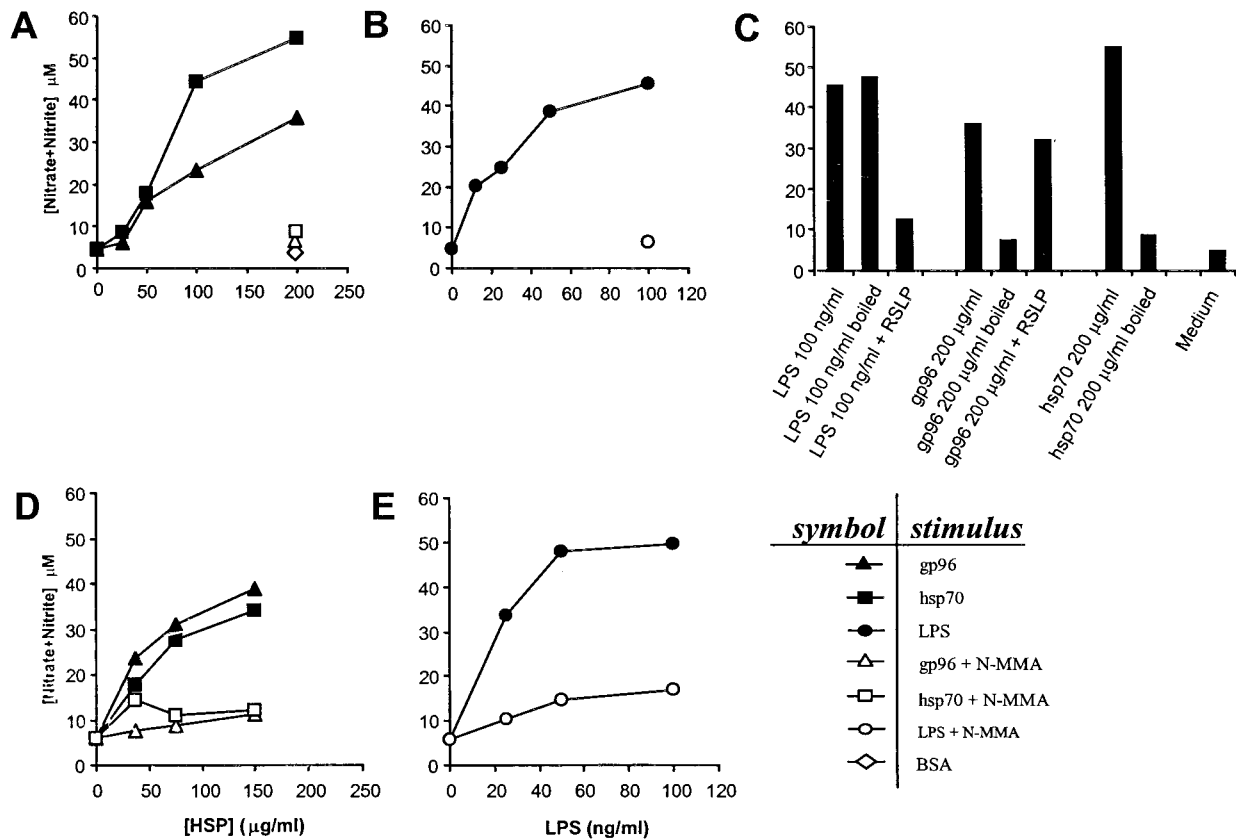 A
[Nitrate+Nitrite] µM
60
50
40
30
20
10
0
0 50 100 150 200 250
B
60
50
40
30
20
10
0
0 20 40 60 80 100 120
C
60
50
40
30
20
10
0
LPS 100 ng/ml
LPS 100 ng/ml boiled
LPS 100 ng/ml + RSLP
gp96 200 µg/ml
gp96 200 µg/ml boiled
gp96 200 µg/ml + RSLP
hsp70 200 µg/ml
hsp70 200 µg/ml boiled
Medium
D
[Nitrate+Nitrite] µM
60
50
40
30
20
10
0
0 50 100 150 200 250
[HSP] (µg/ml)
E
60
50
40
30
20
10
0
0 20 40 60 80 100 120
LPS (ng/ml)
symbol stimulus
gp96
hsp70
LPS
gp96 + N-MMA
hsp70 + N-MMA
LPS + N-MMA
BSA